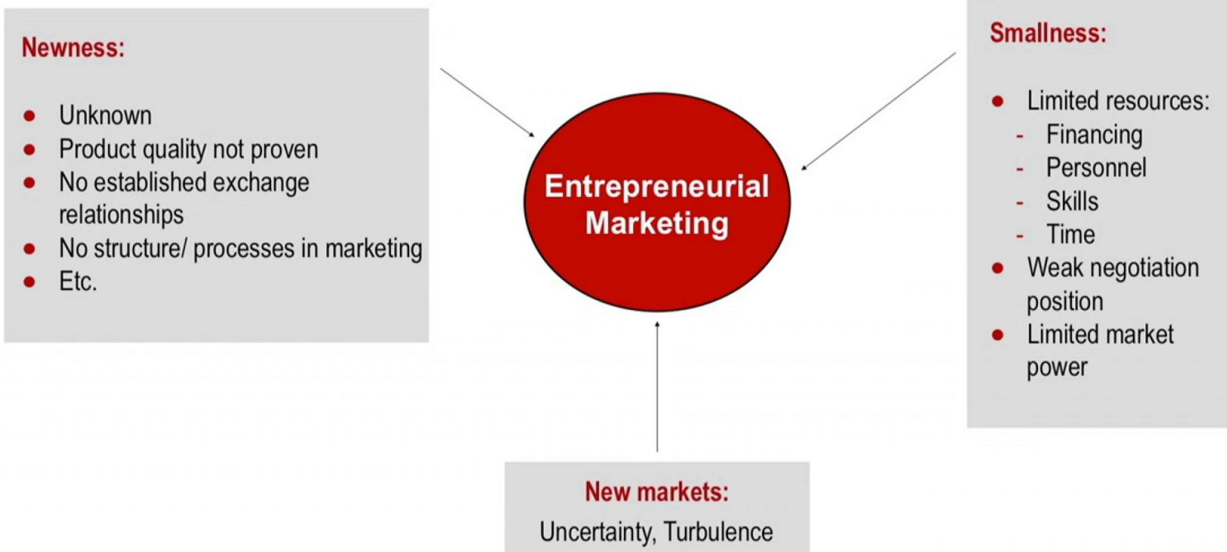 Newness:
● Unknown
● Product quality not proven
● No established exchange
relationships
● No structure/ processes in marketing
● Etc.
Entrepreneurial
Marketing
Smallness:
● Limited resources:
- Financing
- Personnel
- Skills
- Time
● Weak negotiation
position
● Limited market
power
New markets:
Uncertainty, Turbulence